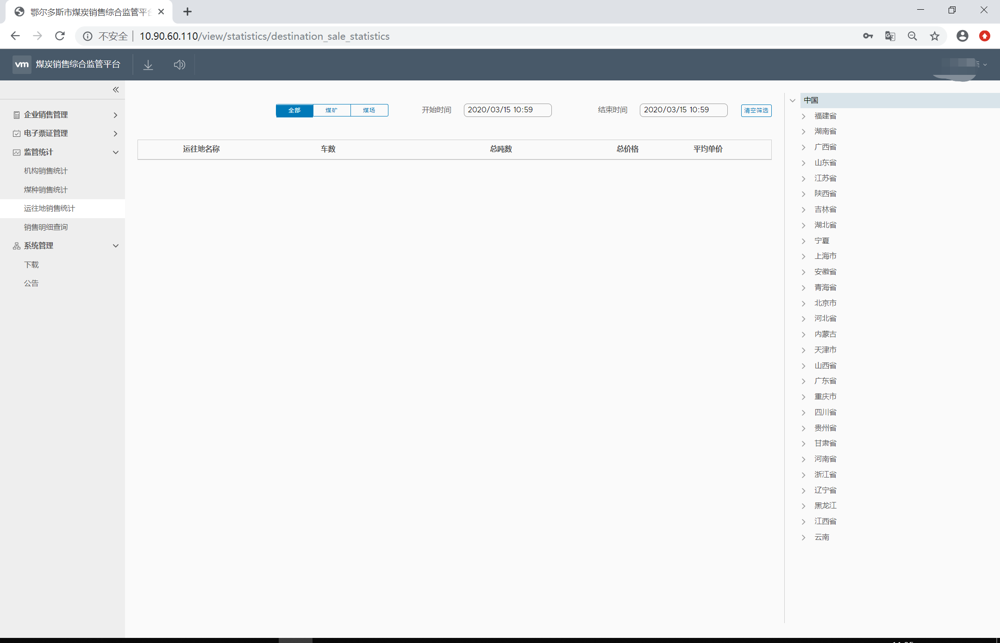 鄂尔多斯市煤炭销售综合监管平台
不安全 10.90.60.110/view/statistics/destination_sale_statistics
vm 煤炭销售综合监管平台
企业销售管理
电子票证管理
监管统计
机构销售统计
煤种销售统计
运往地销售统计
销售明细查询
系统管理
下载
公告
全部 煤矿 煤场 开始时间 2020/03/15 10:59 结束时间 2020/03/15 10:59 清空筛选
运往地名称 车数 总吨数 总价格 平均单价
中国
福建省
湖南省
广西省
山东省
江苏省
陕西省
吉林省
湖北省
宁夏
上海市
安徽省
青海省
北京市
河北省
内蒙古
天津市
山西省
广东省
重庆市
四川省
贵州省
甘肃省
河南省
浙江省
辽宁省
黑龙江
江西省
云南